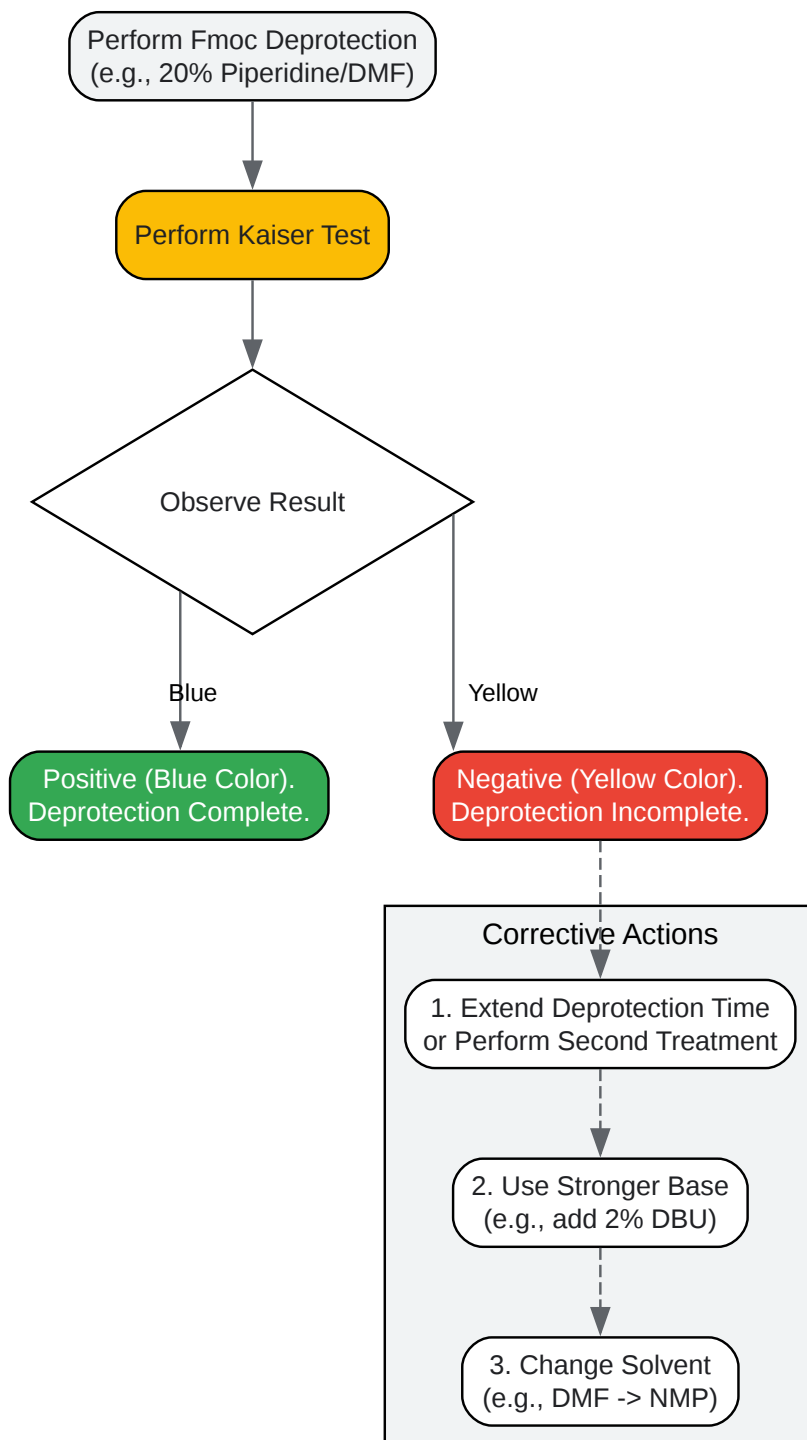 Perform Fmoc Deprotection
(e.g., 20% Piperidine/DMF)
Perform Kaiser Test
Observe Result
Blue
Yellow
Positive (Blue Color).
Deprotection Complete.
Negative (Yellow Color).
Deprotection Incomplete.
Corrective Actions
1. Extend Deprotection Time
or Perform Second Treatment
2. Use Stronger Base
(e.g., add 2% DBU)
3. Change Solvent
(e.g., DMF -> NMP)